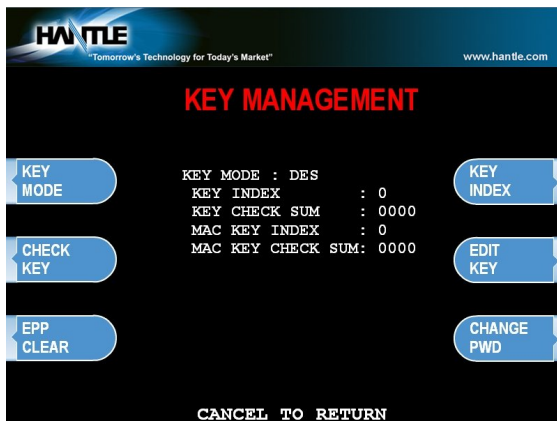 HANTLE
"Tomorrow's Technology for Today's Market"
www.hantle.com
KEY MANAGEMENT
KEY
MODE
KEY MODE : DES
KEY INDEX : 0
KEY CHECK SUM : 0000
MAC KEY INDEX : 0
MAC KEY CHECK SUM: 0000
KEY
INDEX
CHECK
KEY
EDIT
KEY
EPP
CLEAR
CHANGE
PWD
CANCEL TO RETURN